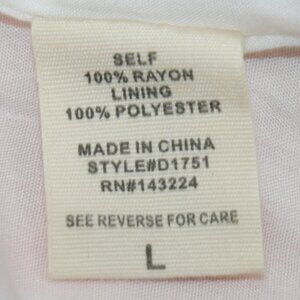 SELF
100% RAYON
LINING
100% POLYESTER
MADE IN CHINA
STYLE#D1751
RN#143224
SEE REVERSE FOR CARE
L